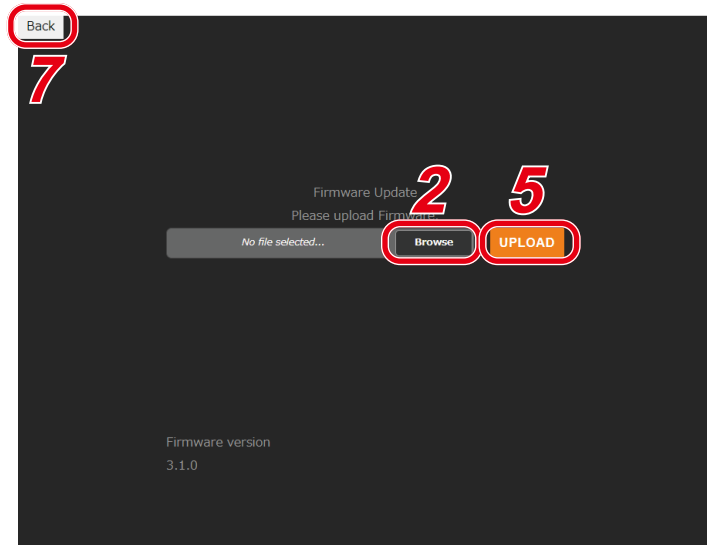 Back
7
Firmware Update
2
5
Please upload Firmware.
No file selected...
Browse
UPLOAD
Firmware version
3.1.0